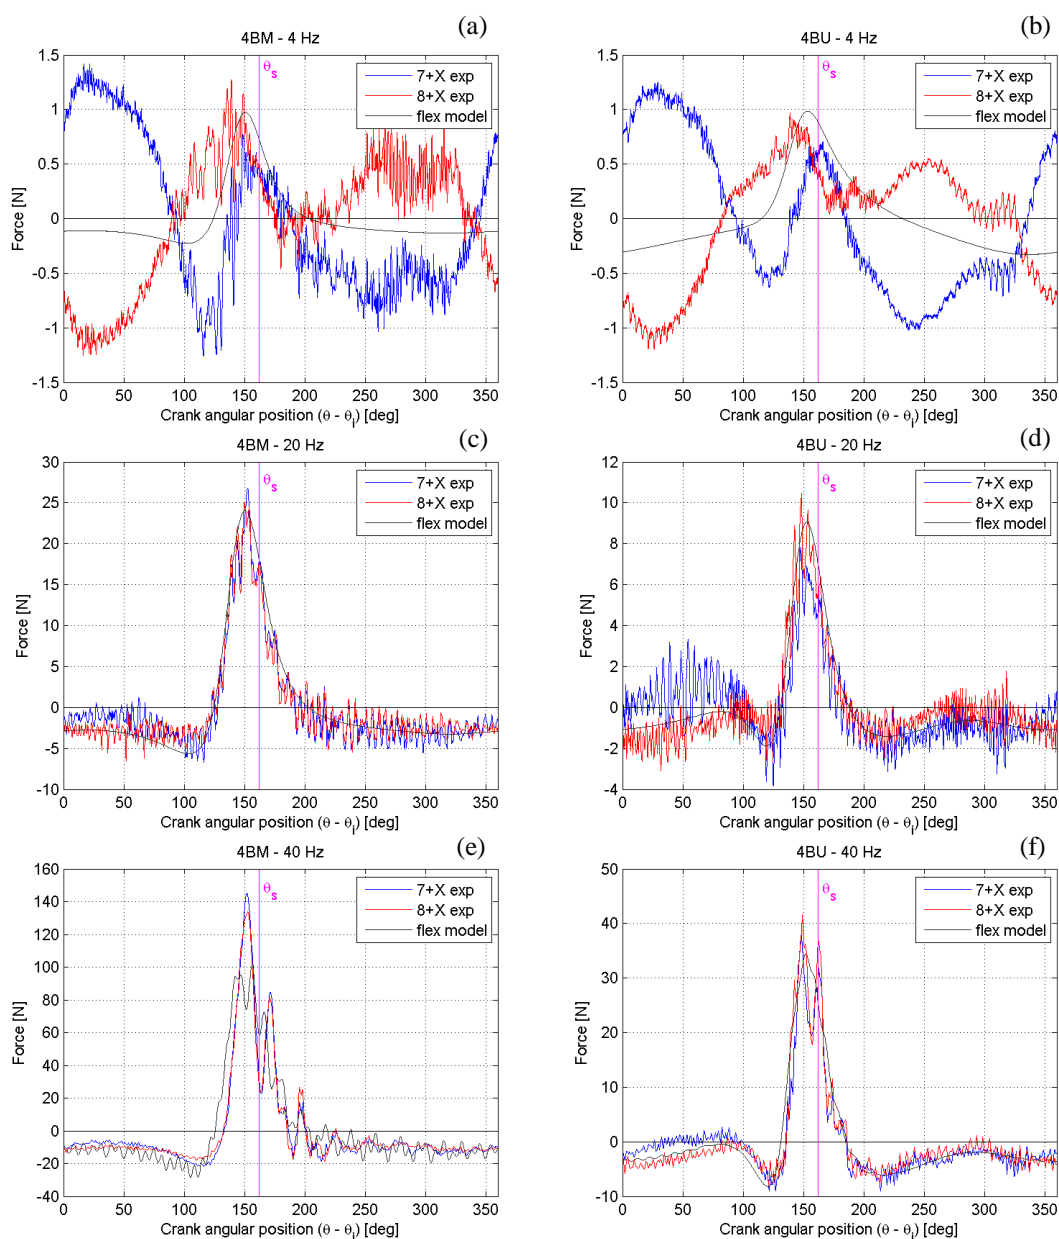 (a)
4BM - 4 Hz
θs
7+X exp
8+X exp
flex model
Force [N]
1.5
1
0.5
0
-0.5
-1
-1.5
0 50 100 150 200 250 300 350
Crank angular position (θ - θi) [deg]
(b)
4BU - 4 Hz
θs
7+X exp
8+X exp
flex model
Force [N]
1.5
1
0.5
0
-0.5
-1
-1.5
0 50 100 150 200 250 300 350
Crank angular position (θ - θi) [deg]
(c)
4BM - 20 Hz
θs
7+X exp
8+X exp
flex model
Force [N]
30
25
20
15
10
5
0
-5
-10
0 50 100 150 200 250 300 350
Crank angular position (θ - θi) [deg]
(d)
4BU - 20 Hz
θs
7+X exp
8+X exp
flex model
Force [N]
12
10
8
6
4
2
0
-2
-4
0 50 100 150 200 250 300 350
Crank angular position (θ - θi) [deg]
(e)
4BM - 40 Hz
θs
7+X exp
8+X exp
flex model
Force [N]
160
140
120
100
80
60
40
20
0
-20
-40
0 50 100 150 200 250 300 350
Crank angular position (θ - θi) [deg]
(f)
4BU - 40 Hz
θs
7+X exp
8+X exp
flex model
Force [N]
50
40
30
20
10
0
-10
0 50 100 150 200 250 300 350
Crank angular position (θ - θi) [deg]